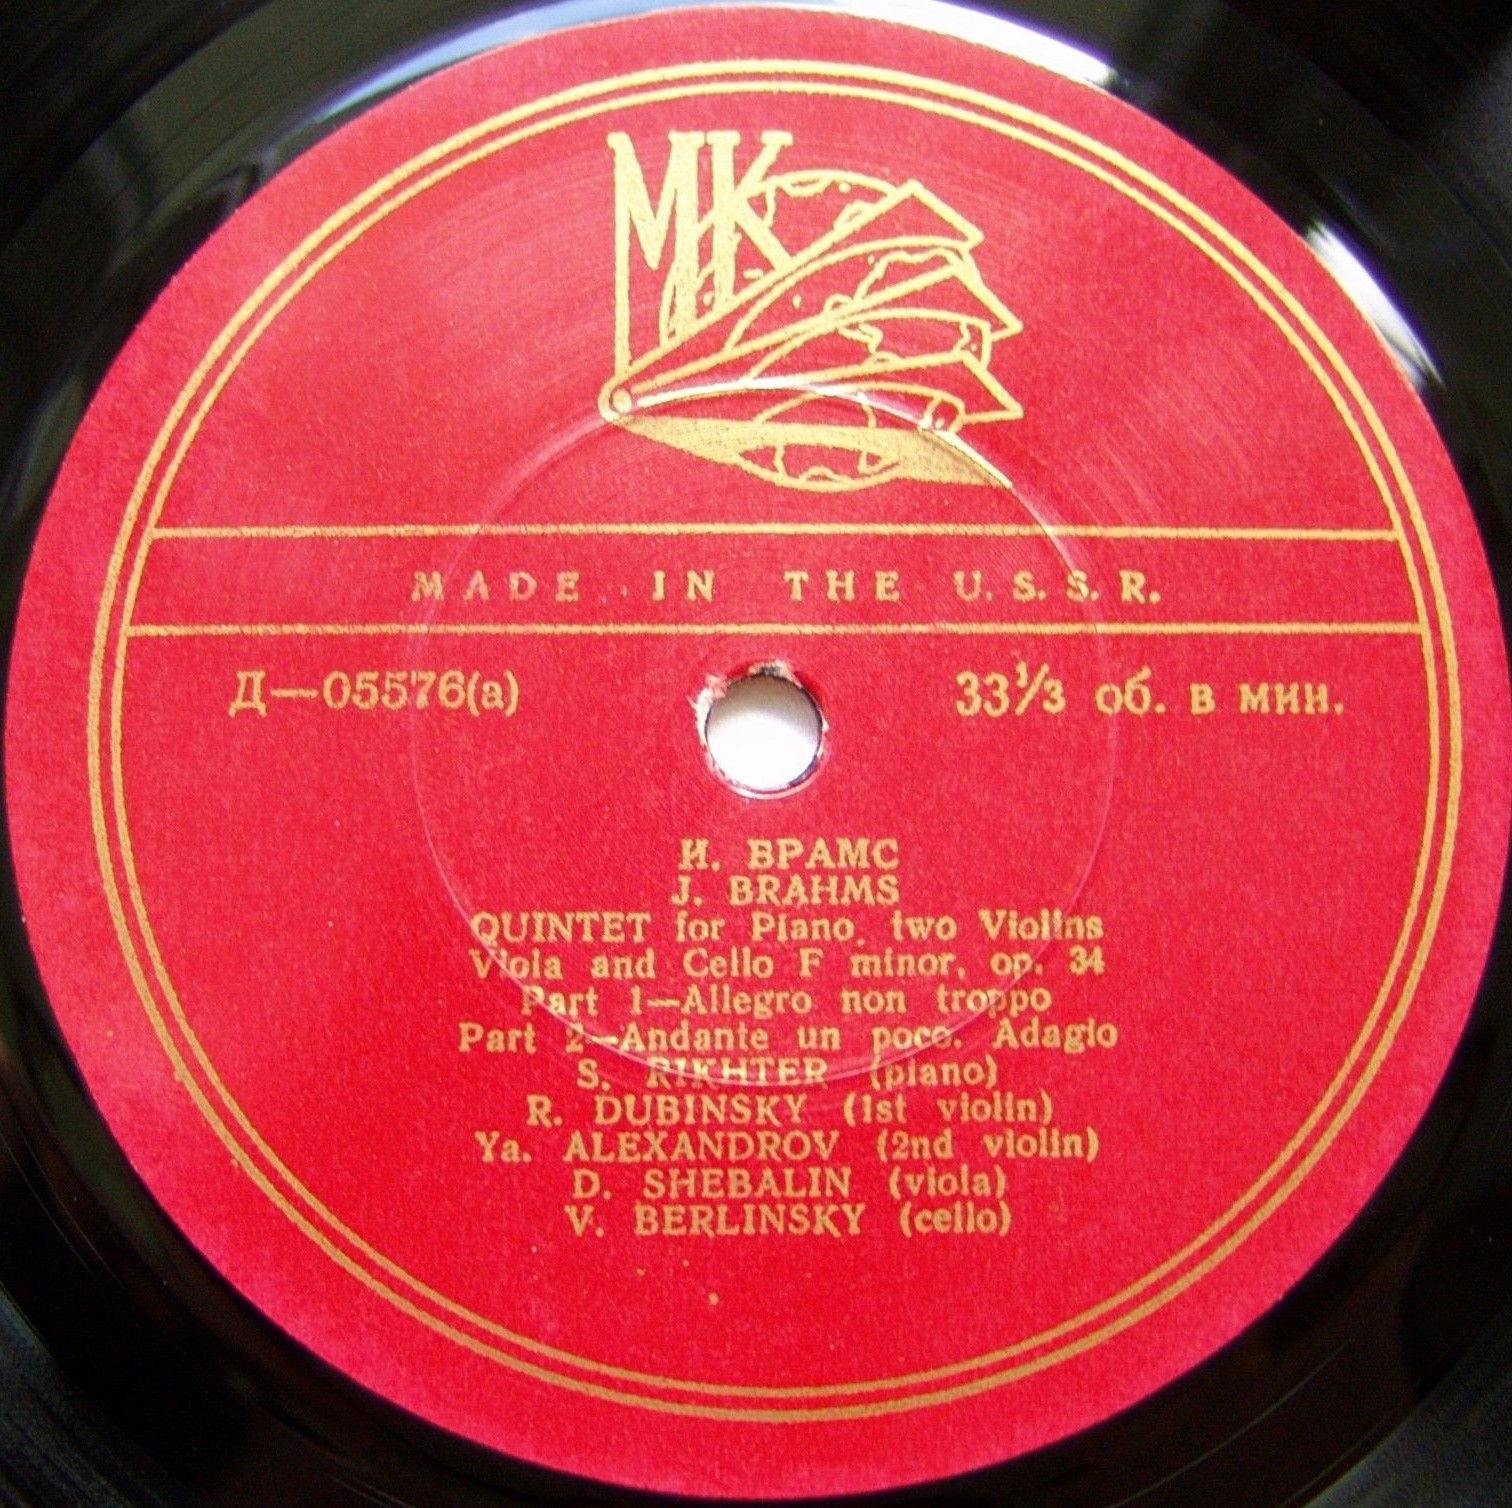 МК
MADE IN THE U.S.S.R.
Д—05576(а)
33⅓ об. в мин.
И. БРАМС
J. BRAHMS
QUINTET for Piano, two Violins
Viola and Cello F minor, op. 34
Part 1—Allegro non troppo
Part 2—Andante un poco. Adagio
S. RIKHTER (piano)
R. DUBINSKY (1st violin)
Ya. ALEXANDROV (2nd violin)
D. SHEBALIN (viola)
V. BERLINSKY (cello)